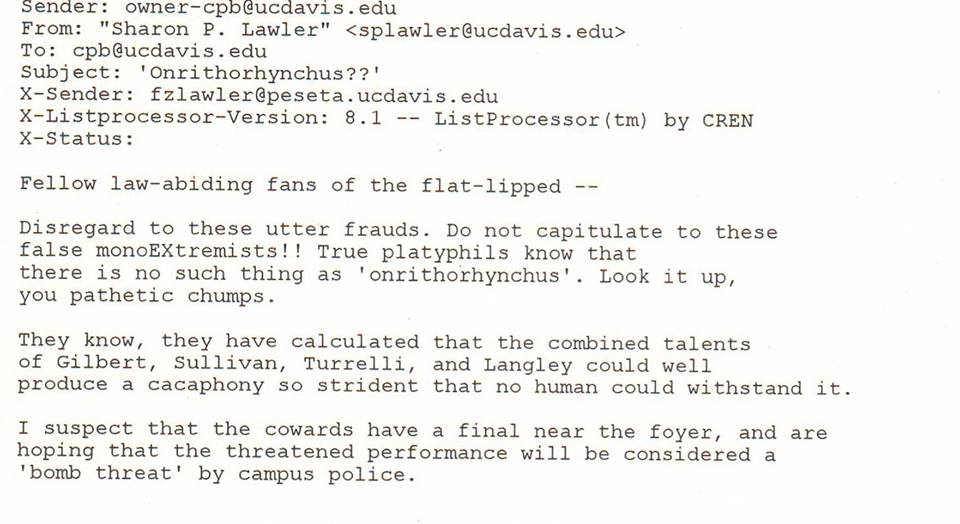 Sender: owner-cpb@ucdavis.edu
From: "Sharon P. Lawler" <splawler@ucdavis.edu>
To: cpb@ucdavis.edu
Subject: 'Onrithorhynchus??'
X-Sender: fzlawler@peseta.ucdavis.edu
X-Listprocessor-Version: 8.1 -- ListProcessor(tm) by CREN
X-Status:
Fellow law-abiding fans of the flat-lipped --
Disregard to these utter frauds. Do not capitulate to these
false monoEXtremists!! True platyphils know that
there is no such thing as 'onrithorhynchus'. Look it up,
you pathetic chumps.
They know, they have calculated that the combined talents
of Gilbert, Sullivan, Turrelli, and Langley could well
produce a cacaphony so strident that no human could withstand it.
I suspect that the cowards have a final near the foyer, and are
hoping that the threatened performance will be considered a
'bomb threat' by campus police.